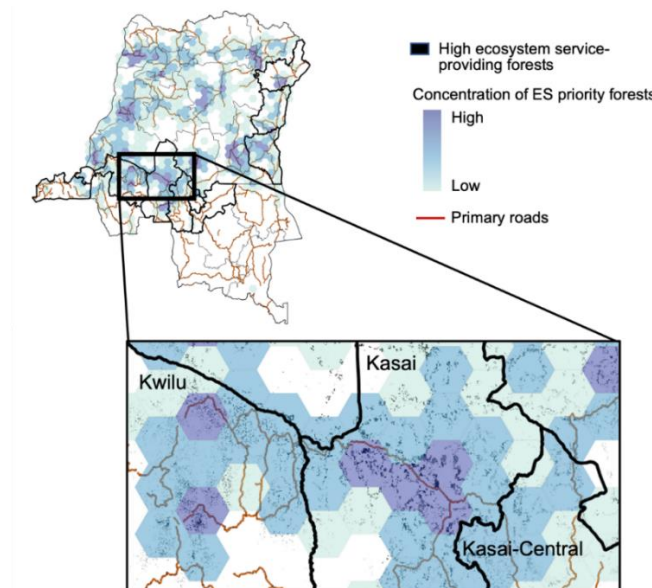 High ecosystem service-
providing forests
Concentration of ES priority forests
High
Low
Primary roads
Kwilu
Kasai
Kasai-Central